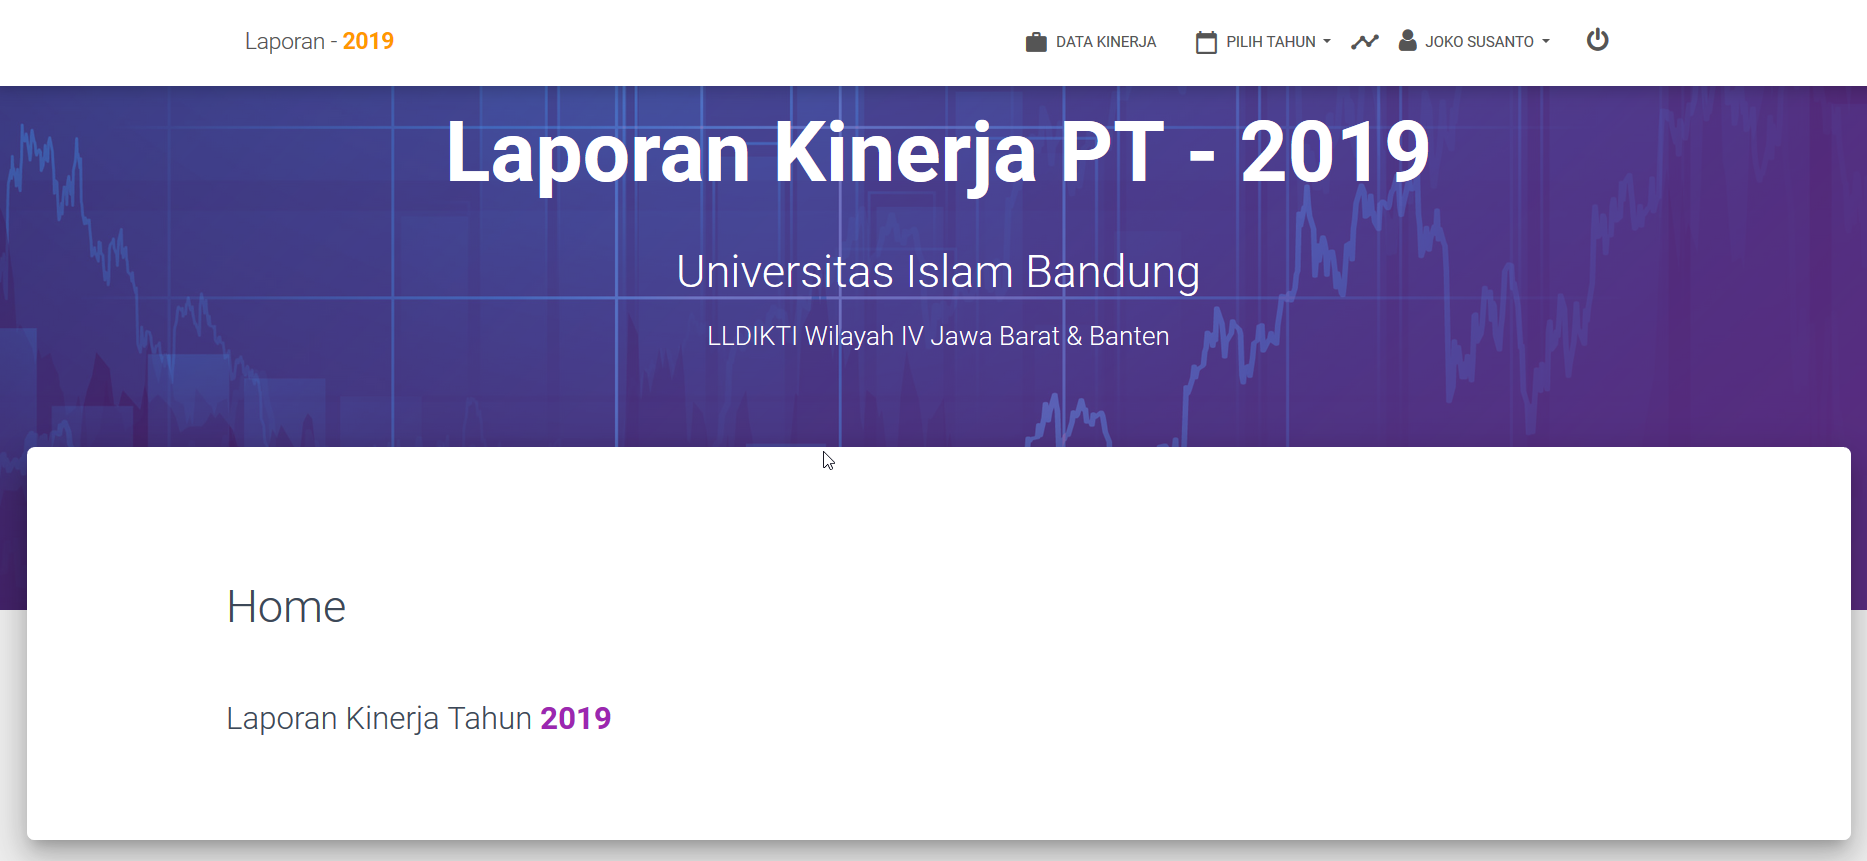 Laporan - 2019
DATA KINERJA
PILIH TAHUN
JOKO SUSANTO
Laporan Kinerja PT - 2019
Universitas Islam Bandung
LLDIKTI Wilayah IV Jawa Barat & Banten
Home
Laporan Kinerja Tahun 2019